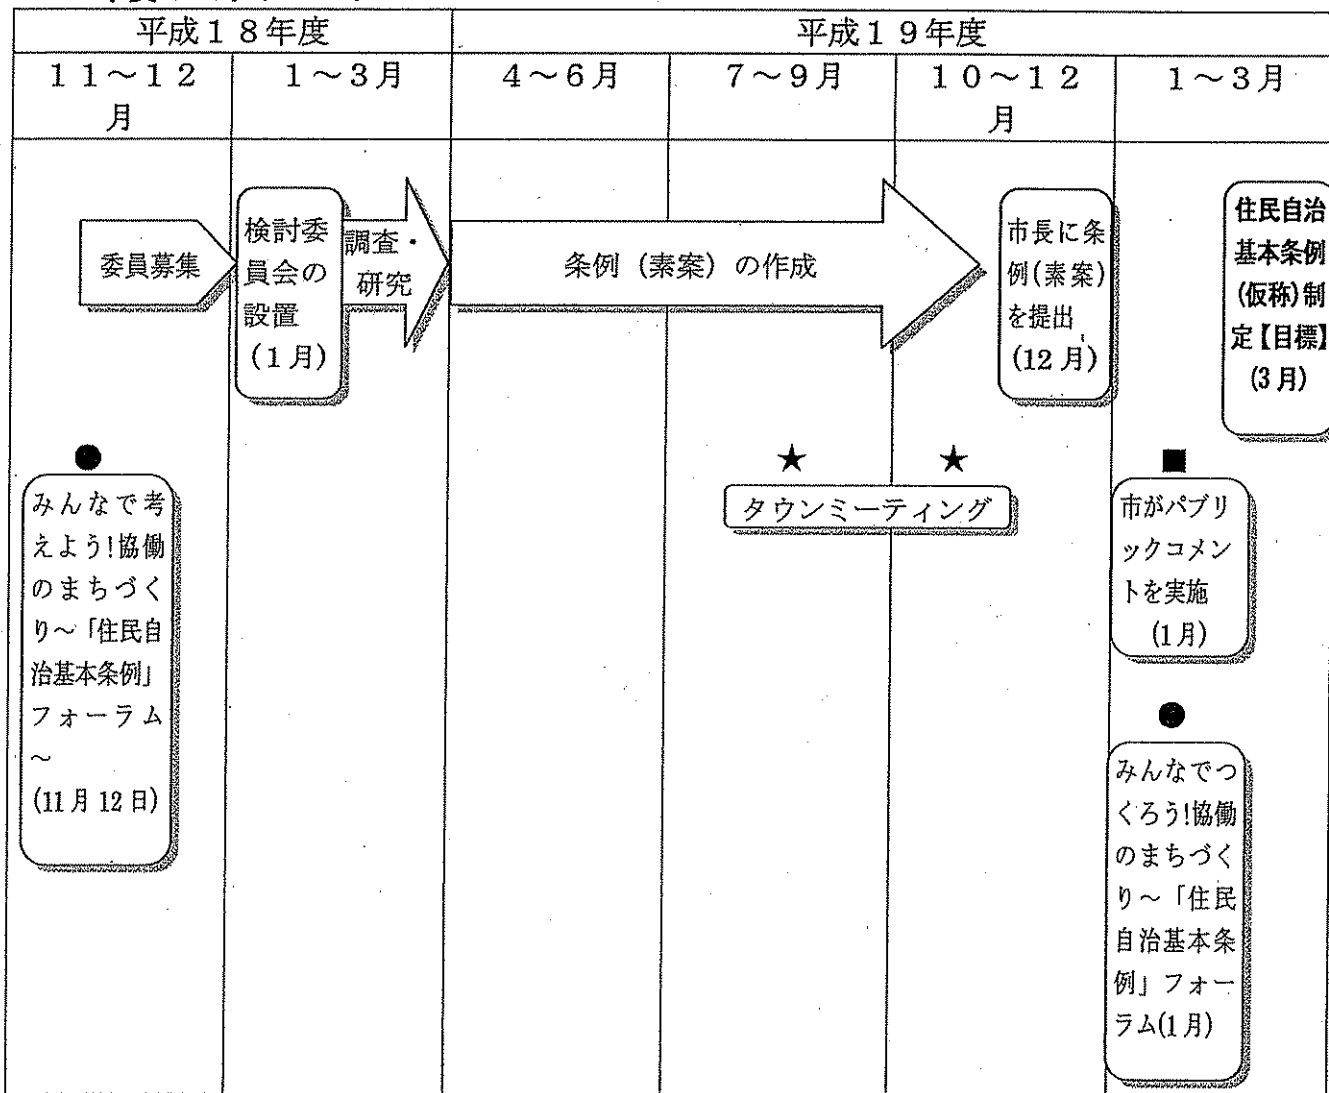 平成１８年度
平成１９年度
１１～１２
月
１～３月
４～６月
７～９月
１０～１２
月
１～３月
委員募集
検討委
員会の
設置
(１月)
調査・
研究
条例（素案）の作成
市長に条
例(素案)
を提出
(12月)
住民自治
基本条例
(仮称)制
定【目標】
(3月)
●
みんなで考
えよう!協働
のまちづく
り～「住民自
治基本条例」
フォーラム
～
(11月12日)
★
★
タウンミーティング
■
市がパブリ
ックコメン
トを実施
(1月)
●
みんなでつ
くろう!協働
のまちづく
り～「住民
自治基本条
例」フォー
ラム(1月)